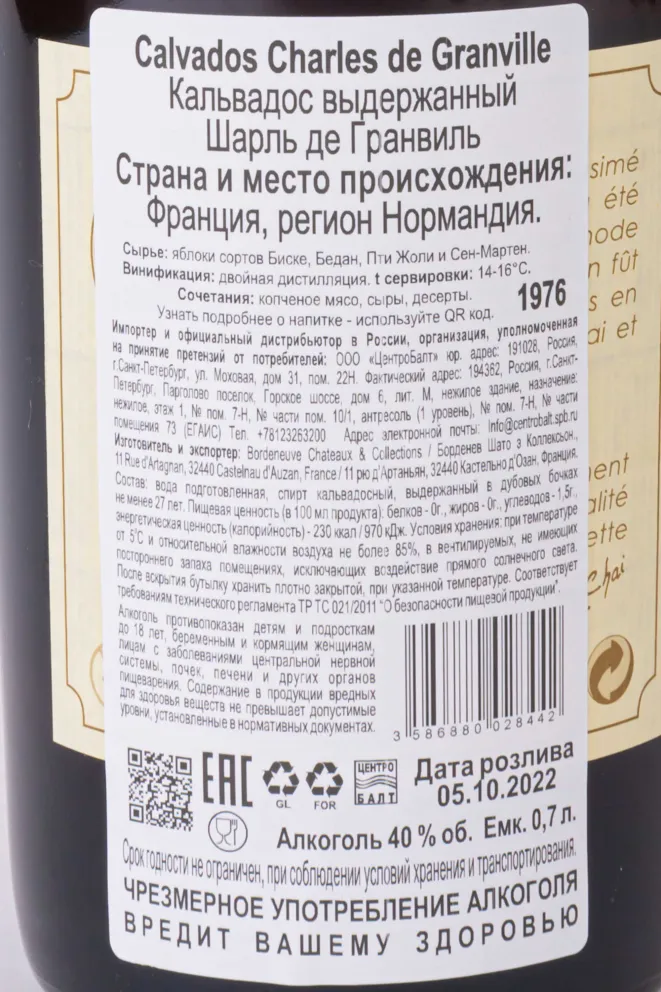 Calvados Charles de Granville
Кальвадос выдержанный
Шарль де Гранвиль
Страна и место происхождения:
Франция, регион Нормандия.
Сырье: яблоки сортов Биске, Бедан, Пти Жоли и Сен-Мартен.
Винификация: двойная дистилляция. t сервировки: 14-16°С.
Сочетания: копченое мясо, сыры, десерты.
Узнать подробнее о напитке - используйте QR код.
1976
Импортер и официальный дистрибьютор в России, организация, уполномоченная
на принятие претензий от потребителей: ООО «ЦентроБалт» юр. адрес: 191028, Россия,
г.Санкт-Петербург, ул. Моховая, дом 31, пом. 22Н. Фактический адрес: 194362, Россия, г.Санкт-
Петербург, Парголово поселок, Горское шоссе, дом 6, лит. М, нежилое здание, назначение:
нежилое, этаж 1, № пом. 7-Н, № части пом. 10/1, антресоль (1 уровень), № пом. 7-Н, № части
помещения 73 (ЕГАИС) Тел. +78123263200 Адрес электронной почты: Info@centrobalt.spb.ru
Изготовитель и экспортер: Bordeneuve Chateaux & Collections / Борденев Шато э Коллексьон,
11 Rue d'Artagnan, 32440 Castelnau d'Auzan, France / 11 рю д'Артаньян, 32440 Кастельно д'Озан, Франция.
Состав: вода подготовленная, спирт кальвадосный, выдержанный в дубовых бочках
не менее 27 лет. Пищевая ценность (в 100 мл продукта): белков - 0г., жиров - 0г., углеводов - 1,5г.,
энергетическая ценность (калорийность) - 230 ккал / 970 кДж. Условия хранения: при температуре
от 5°С и относительной влажности воздуха не более 85%, в вентилируемых, не имеющих
постороннего запаха помещениях, исключающих воздействие прямого солнечного света.
После вскрытия бутылку хранить плотно закрытой, при указанной температуре. Соответствует
требованиям технического регламента ТР ТС 021/2011 "О безопасности пищевой продукции".
Алкоголь противопоказан детям и подросткам
до 18 лет, беременным и кормящим женщинам,
лицам с заболеваниями центральной нервной
системы, почек, печени и других органов
пищеварения. Содержание в продукции вредных
для здоровья веществ не превышает допустимые
уровни, установленные в нормативных документах.
3 586880 028442
EAC
GL
FOR
ЦЕНТРО
БАЛТ
Дата розлива
05.10.2022
Алкоголь 40 % об. Емк. 0,7 л.
Срок годности не ограничен, при соблюдении условий хранения и транспортирования.
ЧРЕЗМЕРНОЕ УПОТРЕБЛЕНИЕ АЛКОГОЛЯ
ВРЕДИТ ВАШЕМУ ЗДОРОВЬЮ
simé
été
node
n fût
s en
ai et
ment
alité
ette
Chai